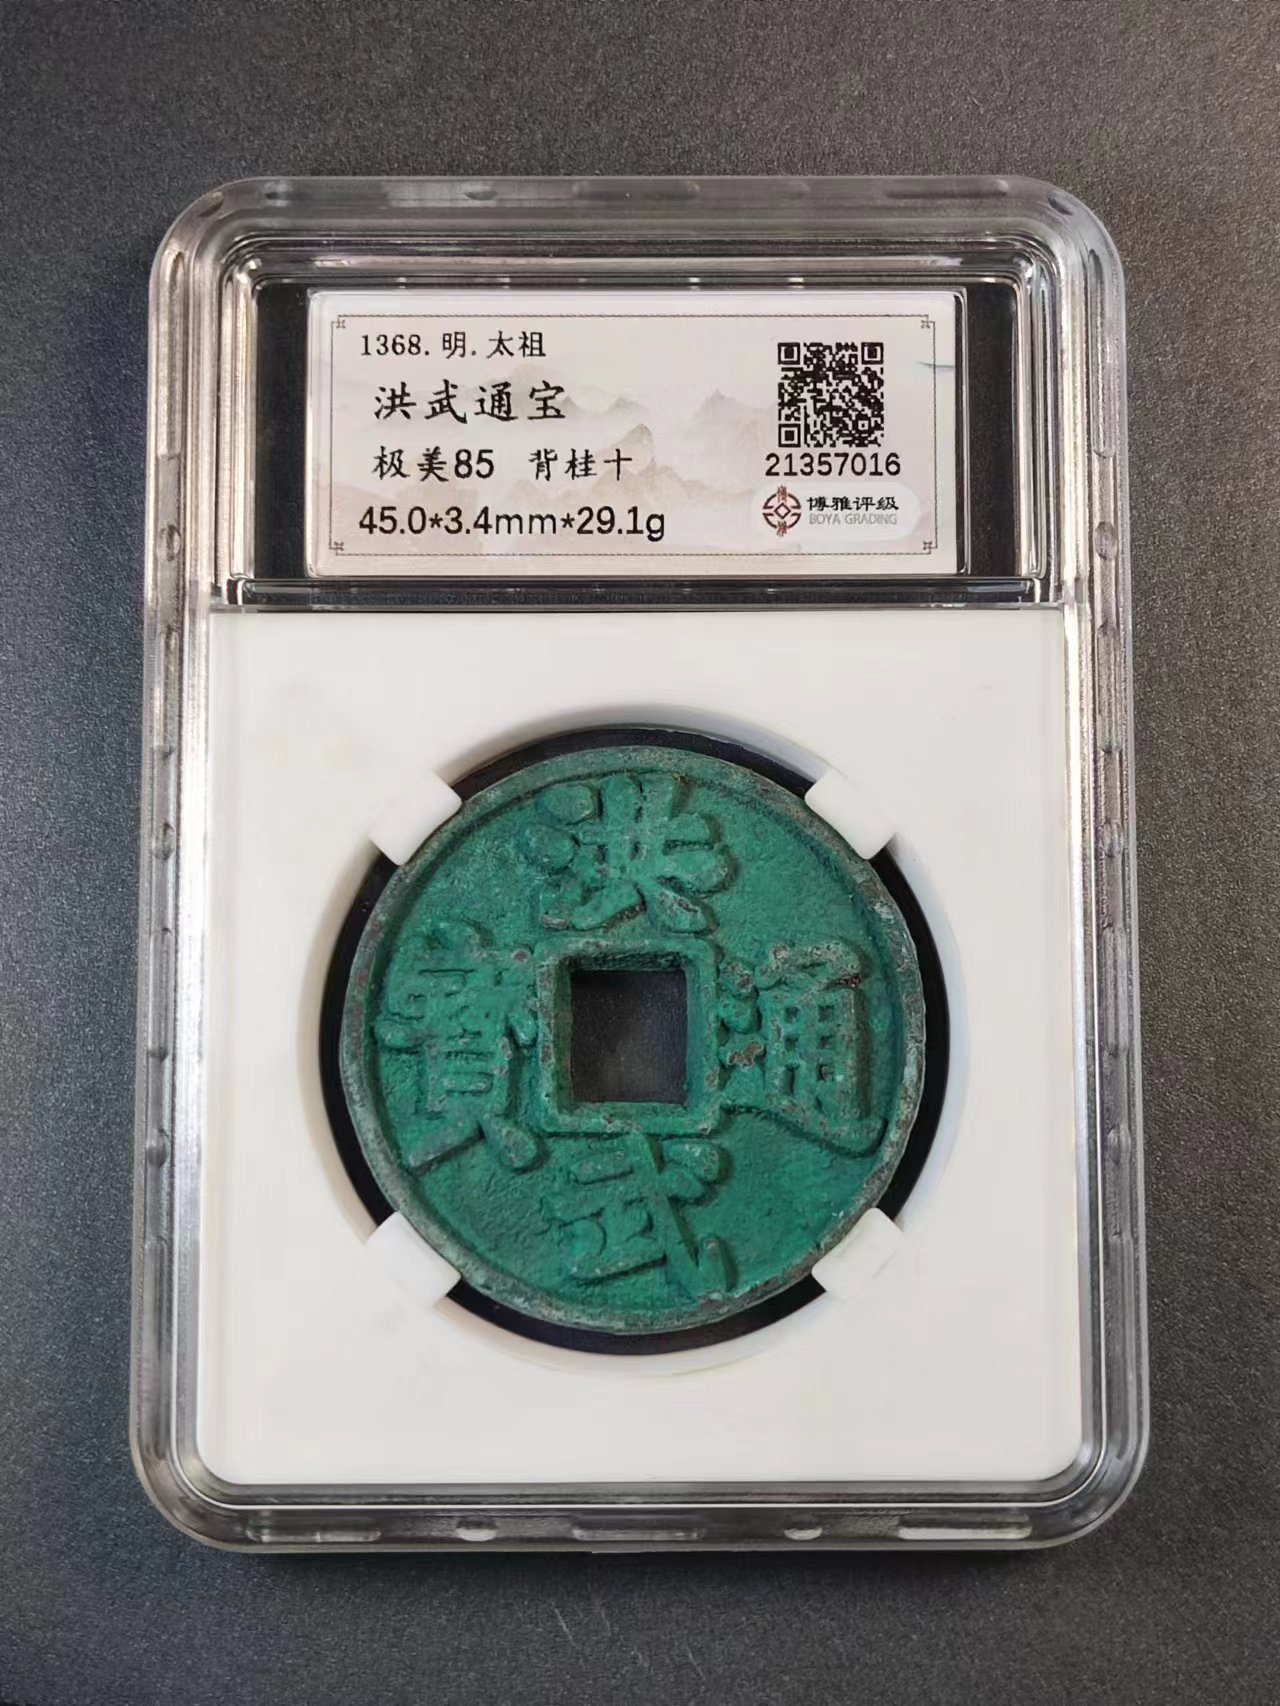 1368.明.太祖
洪武通宝
极美85 背桂十
45.0*3.4mm*29.1g
21357016
博雅评级
BOYA GRADING
洪
寶 通
武